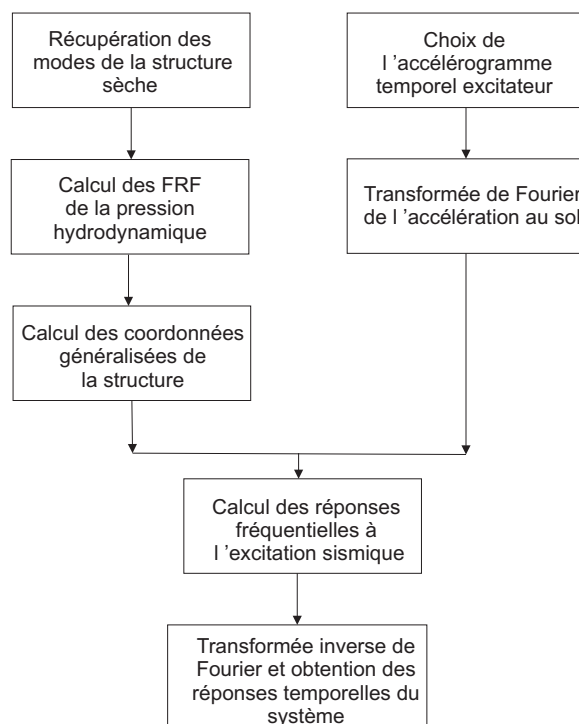 Récupération des
modes de la structure
sèche
Choix de
l ’accélérogramme
temporel excitateur
Calcul des FRF
de la pression
hydrodynamique
Transformée de Fourier
de l ’accélération au sol
Calcul des coordonnées
généralisées de
la structure
Calcul des réponses
fréquentielles à
l ’excitation sismique
Transformée inverse de
Fourier et obtention des
réponses temporelles du
système